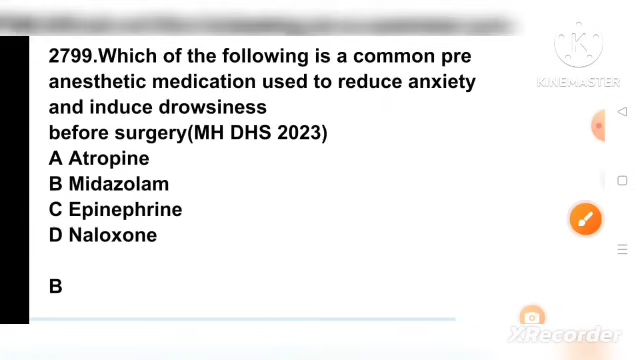 2799.Which of the following is a common pre
anesthetic medication used to reduce anxiety
and induce drowsiness
before surgery(MH DHS 2023)
A Atropine
B Midazolam
C Epinephrine
D Naloxone
B
K
KINEMASTER
XRecorder